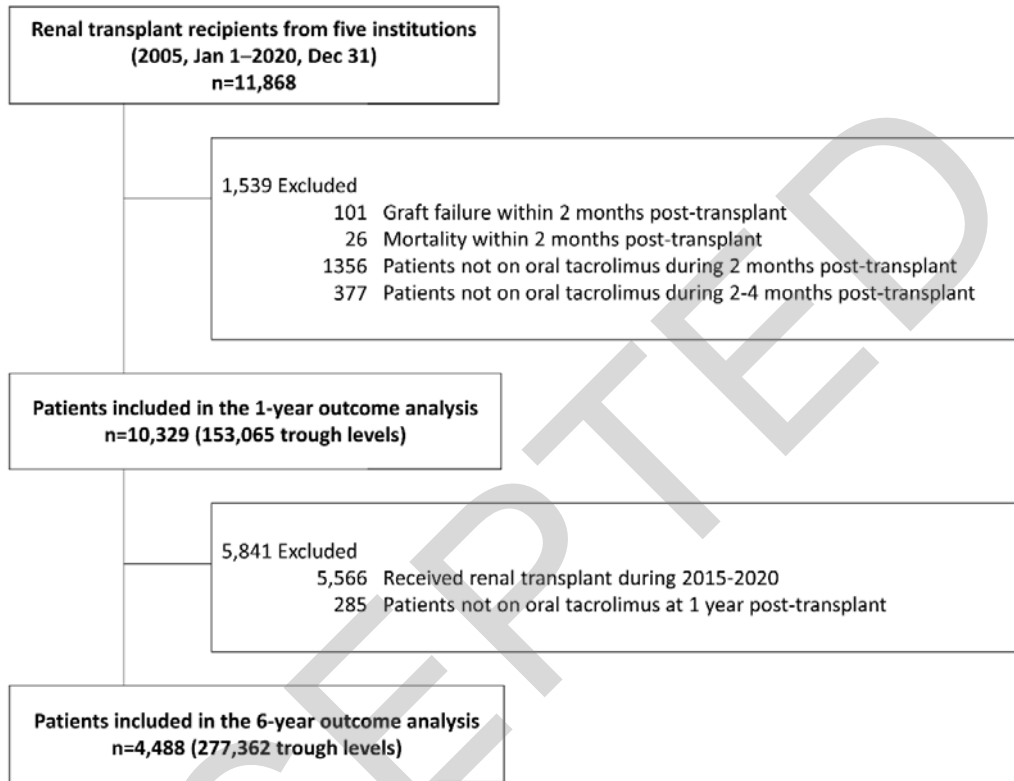 Renal transplant recipients from five institutions
(2005, Jan 1–2020, Dec 31)
n=11,868
1,539 Excluded
101 Graft failure within 2 months post-transplant
26 Mortality within 2 months post-transplant
1356 Patients not on oral tacrolimus during 2 months post-transplant
377 Patients not on oral tacrolimus during 2-4 months post-transplant
Patients included in the 1-year outcome analysis
n=10,329 (153,065 trough levels)
5,841 Excluded
5,566 Received renal transplant during 2015-2020
285 Patients not on oral tacrolimus at 1 year post-transplant
Patients included in the 6-year outcome analysis
n=4,488 (277,362 trough levels)
EPTED